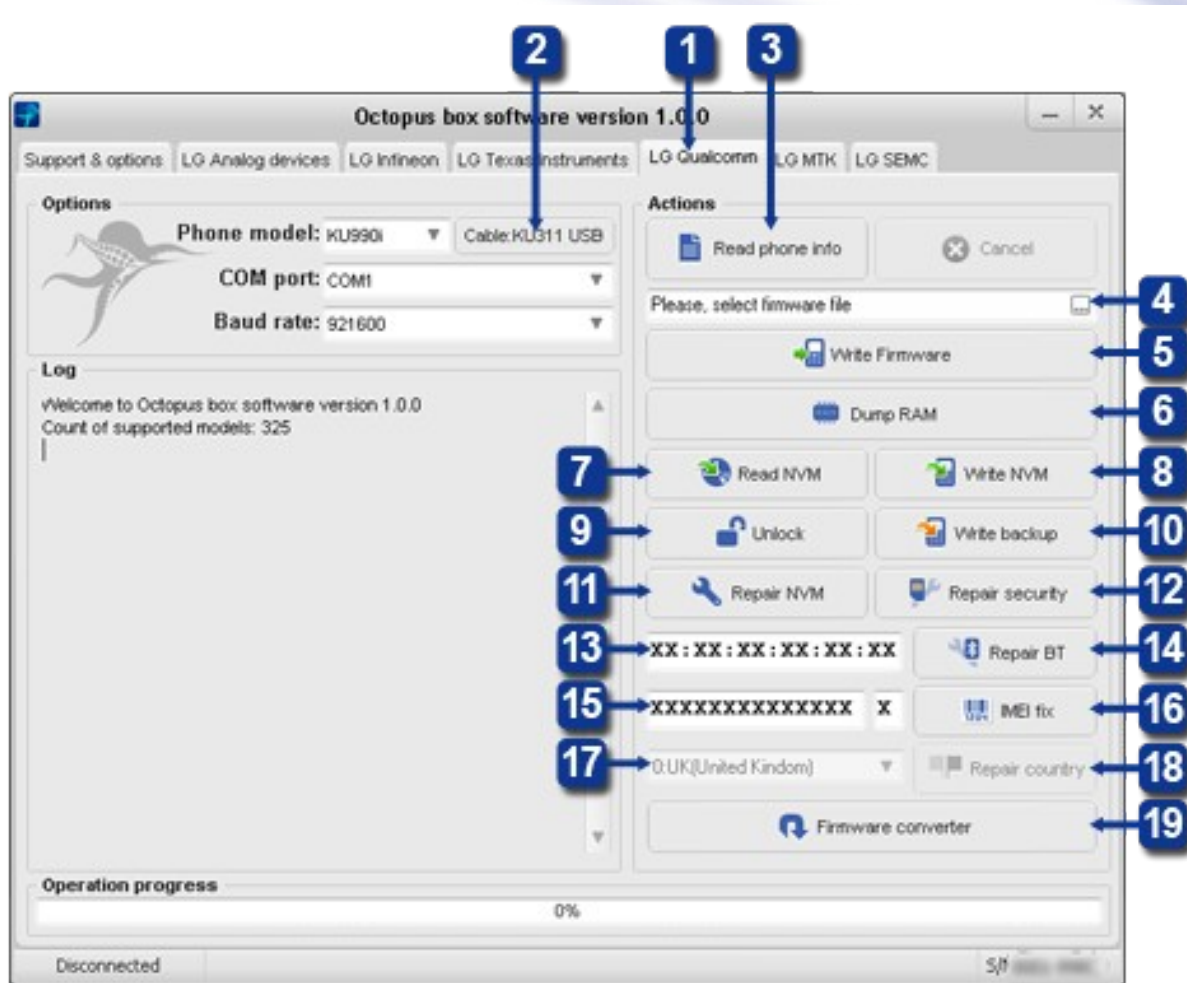 2 1 3
Octopus box software version 1.0.0
Support & options LG Analog devices LG Infineon LG Texas Instruments LG Qualcomm LG MTK LG SEMC
Options
Phone model: KU990i Cable:KU311 USB
COM port: COM1
Baud rate: 921600
Log
Welcome to Octopus box software version 1.0.0
Count of supported models: 325
Actions
Read phone info Cancel
Please, select firmware file ... 4
Write Firmware 5
Dump RAM 6
7 Read NVM Write NVM 8
9 Unlock Write backup 10
11 Repair NVM Repair security 12
13 XX:XX:XX:XX:XX:XX Repair BT 14
15 XXXXXXXXXXXXXX X IMEI fix 16
17 0:UK(United Kindom) Repair country 18
Firmware converter 19
Operation progress
0%
Disconnected